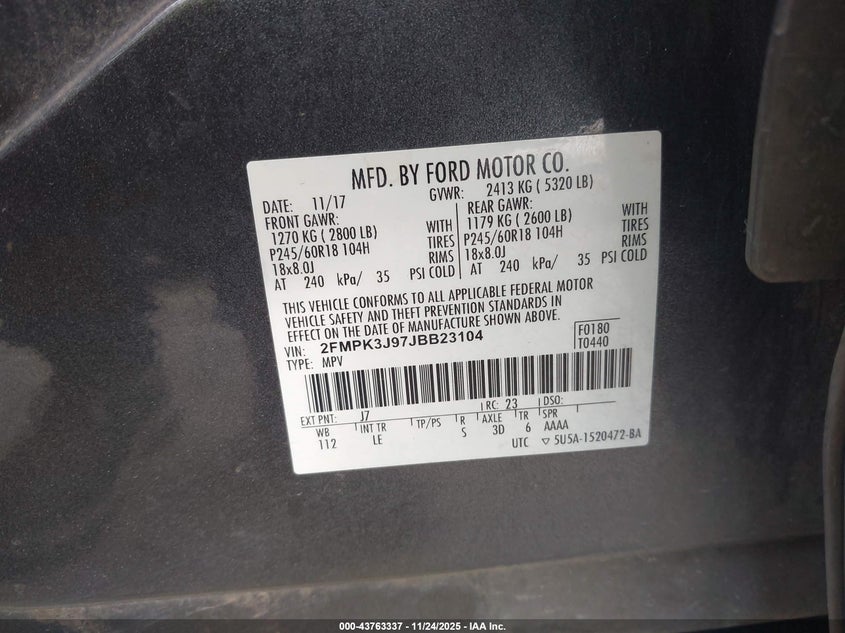 MFD. BY FORD MOTOR CO.
DATE: 11/17 GVWR: 2413 KG ( 5320 LB)
FRONT GAWR: REAR GAWR:
1270 KG ( 2800 LB) WITH 1179 KG ( 2600 LB) WITH
P245/60R18 104H TIRES P245/60R18 104H TIRES
18x8.0J RIMS 18x8.0J RIMS
AT 240 kPa/ 35 PSI COLD AT 240 kPa/ 35 PSI COLD
THIS VEHICLE CONFORMS TO ALL APPLICABLE FEDERAL MOTOR
VEHICLE SAFETY AND THEFT PREVENTION STANDARDS IN
EFFECT ON THE DATE OF MANUFACTURE SHOWN ABOVE.
VIN: 2FMPK3J97JBB23104 F0180
TYPE: MPV T0440
EXT PNT: J7 RC: 23 DSO:
WB INT TR TP/PS R AXLE TR SPR
112 LE S 3D 6 AAAA
UTC ▽ 5U5A-1520472-BA
000-43763337 - 11/24/2025 - IAA Inc.